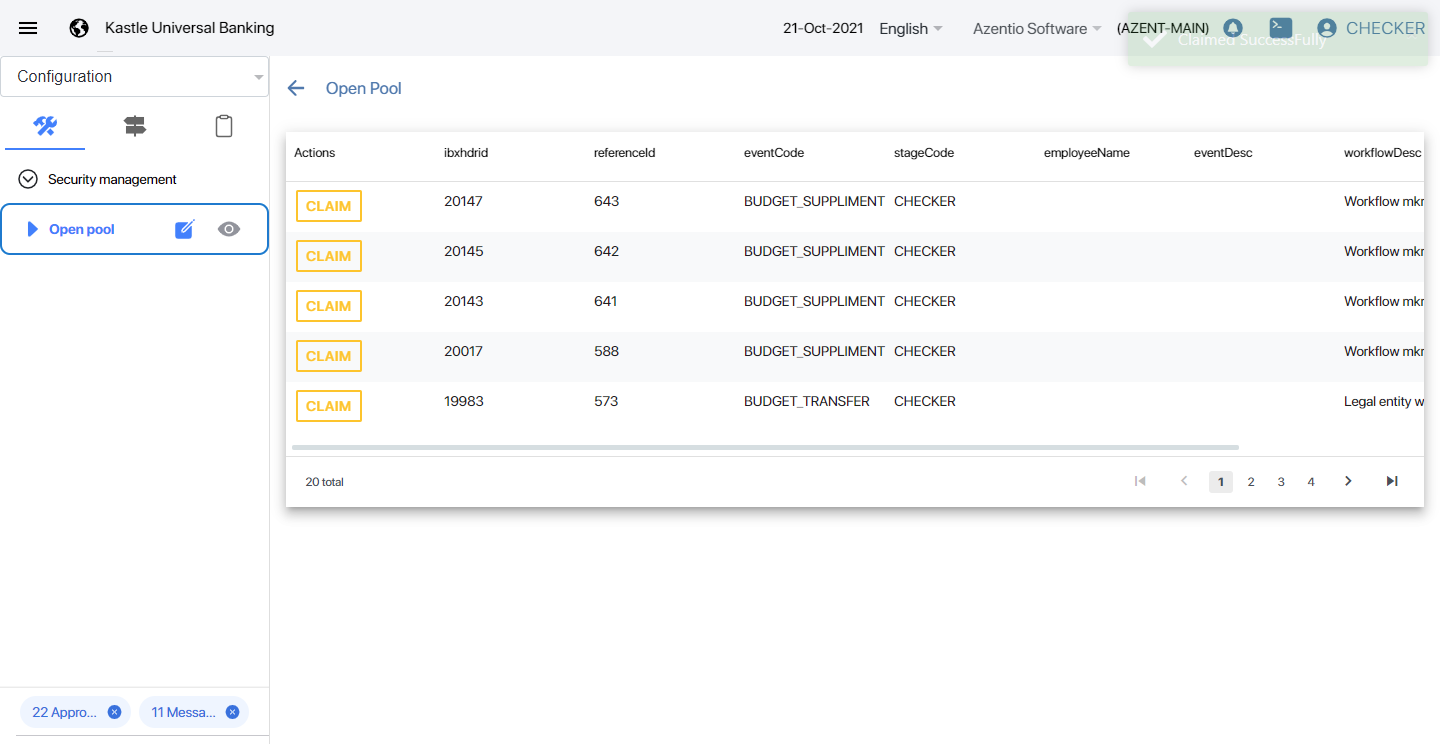 Kastle Universal Banking
21-Oct-2021 English Azentio Software (AZENT-MAIN) CHECKER
Claimed SuccessFully
Configuration
Security management
Open pool
22 Appro... 11 Messa...
Open Pool
Actions ibxhdrid referenceId eventCode stageCode employeeName eventDesc workflowDesc
CLAIM 20147 643 BUDGET_SUPPLIMENT CHECKER Workflow mkr
CLAIM 20145 642 BUDGET_SUPPLIMENT CHECKER Workflow mkr
CLAIM 20143 641 BUDGET_SUPPLIMENT CHECKER Workflow mkr
CLAIM 20017 588 BUDGET_SUPPLIMENT CHECKER Workflow mkr
CLAIM 19983 573 BUDGET_TRANSFER CHECKER Legal entity w
20 total 1 2 3 4